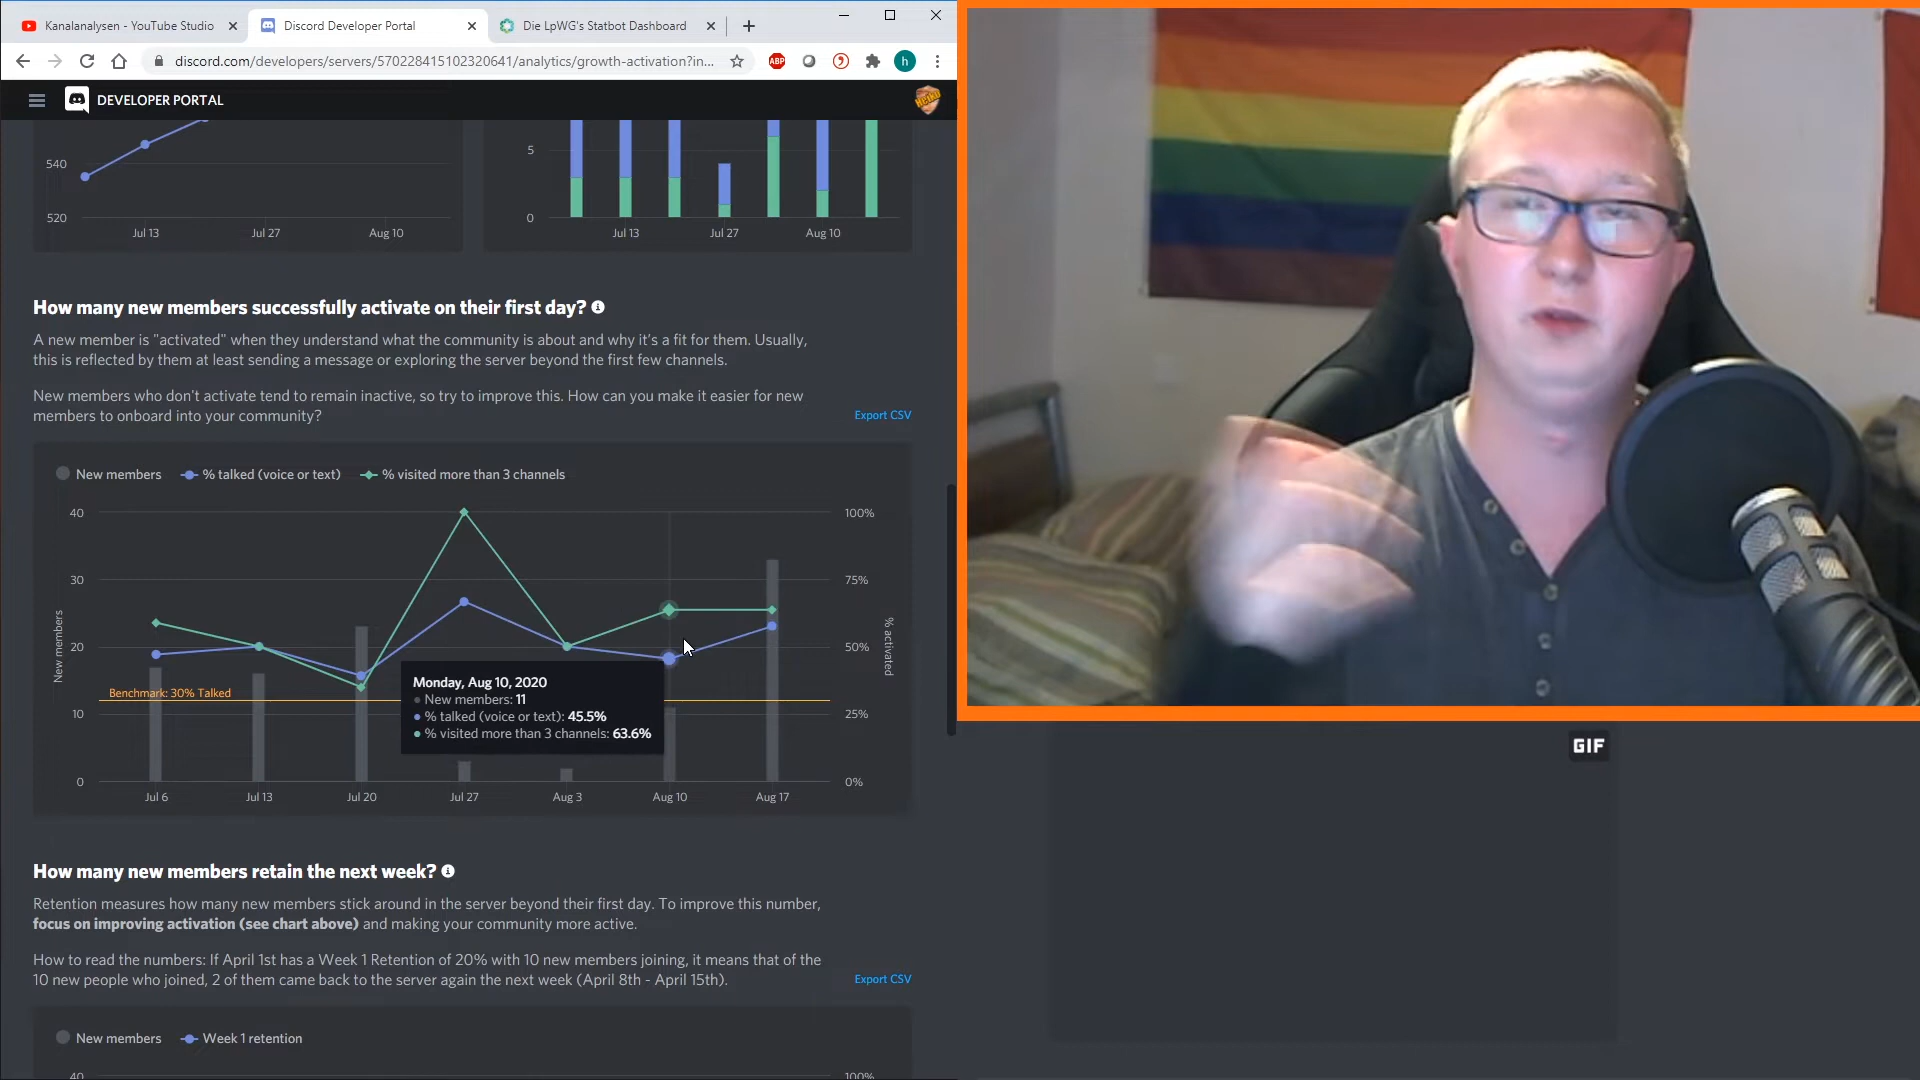 Kanalanalysen - YouTube Studio
Discord Developer Portal
Die LpWG's Statbot Dashboard
discord.com/developers/servers/570228415102320641/analytics/growth-activation?in...
ABP
h
DEVELOPER PORTAL
540
520
Jul 13
Jul 27
Aug 10
5
0
Jul 13
Jul 27
Aug 10
How many new members successfully activate on their first day?
A new member is "activated" when they understand what the community is about and why it's a fit for them. Usually,
this is reflected by them at least sending a message or exploring the server beyond the first few channels.
New members who don't activate tend to remain inactive, so try to improve this. How can you make it easier for new
members to onboard into your community?
Export CSV
New members
% talked (voice or text)
% visited more than 3 channels
40
30
20
10
0
100%
75%
50%
25%
0%
New members
% activated
Benchmark: 30% Talked
Monday, Aug 10, 2020
New members: 11
% talked (voice or text): 45.5%
% visited more than 3 channels: 63.6%
Jul 6
Jul 13
Jul 20
Jul 27
Aug 3
Aug 10
Aug 17
How many new members retain the next week?
Retention measures how many new members stick around in the server beyond their first day. To improve this number,
focus on improving activation (see chart above) and making your community more active.
How to read the numbers: If April 1st has a Week 1 Retention of 20% with 10 new members joining, it means that of the
10 new people who joined, 2 of them came back to the server again the next week (April 8th - April 15th).
Export CSV
New members
Week 1 retention
40
100%
GIF